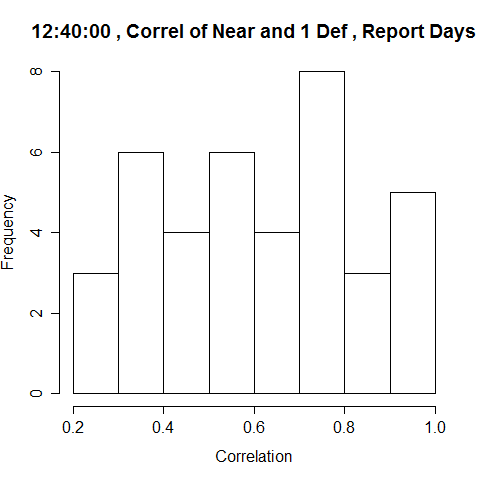 12:40:00 , Correl of Near and 1 Def , Report Days
8
6
4
2
0
Frequency
0.2 0.4 0.6 0.8 1.0
Correlation